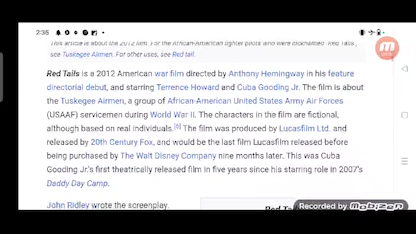 2:36
This article is about the 2012 film. For the African-American fighter pilots who were nicknamed "Red Tails",
see Tuskegee Airmen. For other uses, see Red tail.
Red Tails is a 2012 American war film directed by Anthony Hemingway in his feature
directorial debut, and starring Terrence Howard and Cuba Gooding Jr. The film is about
the Tuskegee Airmen, a group of African-American United States Army Air Forces
(USAAF) servicemen during World War II. The characters in the film are fictional,
although based on real individuals.[6] The film was produced by Lucasfilm Ltd. and
released by 20th Century Fox, and would be the last film Lucasfilm released before
being purchased by The Walt Disney Company nine months later. This was Cuba
Gooding Jr.'s first theatrically released film in five years since his starring role in 2007's
Daddy Day Camp.
John Ridley wrote the screenplay.
Red Tails
Recorded by Mobizen